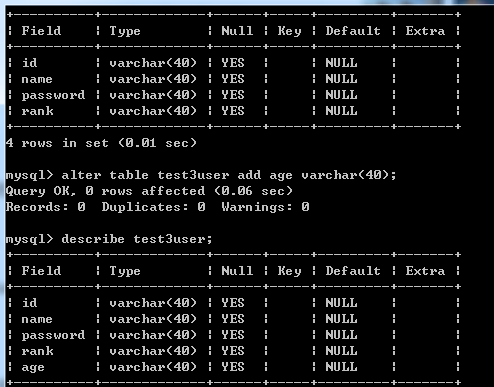 +----------+-------------+------+-----+---------+-------+
| Field    | Type        | Null | Key | Default | Extra |
+----------+-------------+------+-----+---------+-------+
| id       | varchar(40) | YES  |     | NULL    |       |
| name     | varchar(40) | YES  |     | NULL    |       |
| password | varchar(40) | YES  |     | NULL    |       |
| rank     | varchar(40) | YES  |     | NULL    |       |
+----------+-------------+------+-----+---------+-------+
4 rows in set (0.01 sec)
mysql> alter table test3user add age varchar(40);
Query OK, 0 rows affected (0.06 sec)
Records: 0  Duplicates: 0  Warnings: 0
mysql> describe test3user;
+----------+-------------+------+-----+---------+-------+
| Field    | Type        | Null | Key | Default | Extra |
+----------+-------------+------+-----+---------+-------+
| id       | varchar(40) | YES  |     | NULL    |       |
| name     | varchar(40) | YES  |     | NULL    |       |
| password | varchar(40) | YES  |     | NULL    |       |
| rank     | varchar(40) | YES  |     | NULL    |       |
| age      | varchar(40) | YES  |     | NULL    |       |
+----------+-------------+------+-----+---------+-------+